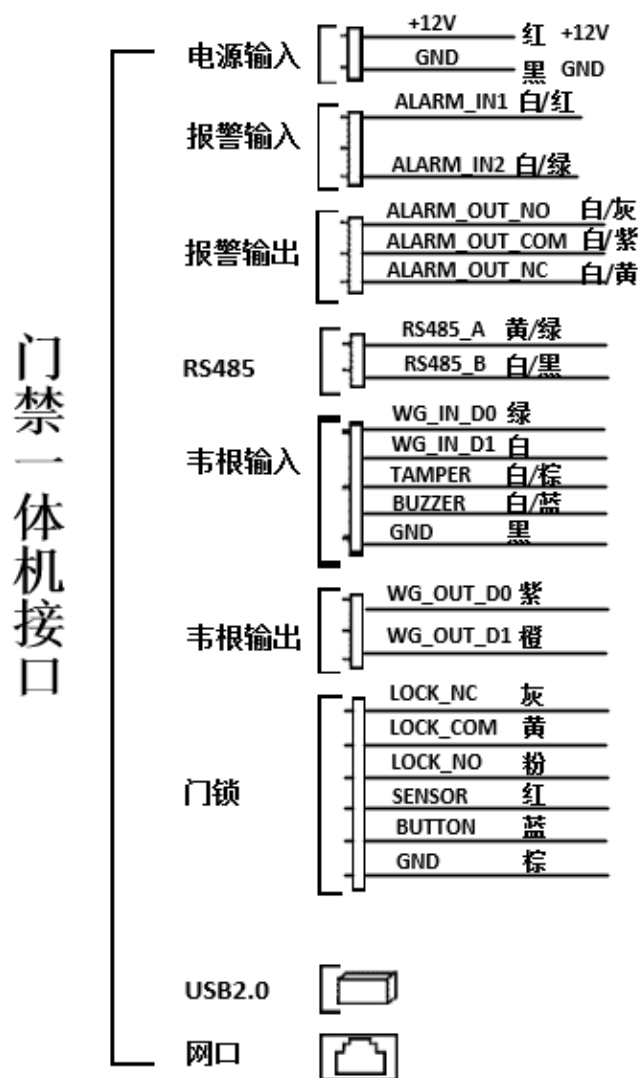 门禁一体机接口
电源输入
+12V 红 +12V
GND 黑 GND
报警输入
ALARM_IN1 白/红
ALARM_IN2 白/绿
报警输出
ALARM_OUT_NO 白/灰
ALARM_OUT_COM 白/紫
ALARM_OUT_NC 白/黄
RS485
RS485_A 黄/绿
RS485_B 白/黑
韦根输入
WG_IN_D0 绿
WG_IN_D1 白
TAMPER 白/棕
BUZZER 白/蓝
GND 黑
韦根输出
WG_OUT_D0 紫
WG_OUT_D1 橙
门锁
LOCK_NC 灰
LOCK_COM 黄
LOCK_NO 粉
SENSOR 红
BUTTON 蓝
GND 棕
USB2.0
网口